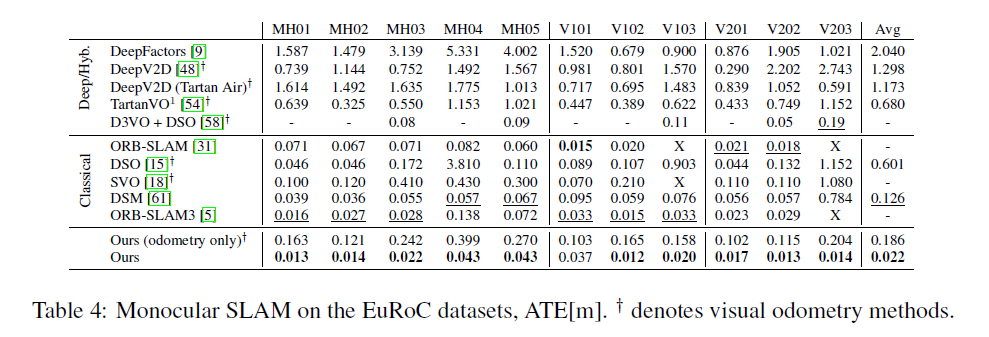 MH01 MH02 MH03 MH04 MH05 V101 V102 V103 V201 V202 V203 Avg
Deep/Hyb.
DeepFactors [9] 1.587 1.479 3.139 5.331 4.002 1.520 0.679 0.900 0.876 1.905 1.021 2.040
DeepV2D [48]† 0.739 1.144 0.752 1.492 1.567 0.981 0.801 1.570 0.290 2.202 2.743 1.298
DeepV2D (Tartan Air)† 1.614 1.492 1.635 1.775 1.013 0.717 0.695 1.483 0.839 1.052 0.591 1.173
TartanVO¹ [54]† 0.639 0.325 0.550 1.153 1.021 0.447 0.389 0.622 0.433 0.749 1.152 0.680
D3VO + DSO [58]† - - 0.08 - 0.09 - - 0.11 - 0.05 0.19 -
Classical
ORB-SLAM [31] 0.071 0.067 0.071 0.082 0.060 0.015 0.020 X 0.021 0.018 X -
DSO [15]† 0.046 0.046 0.172 3.810 0.110 0.089 0.107 0.903 0.044 0.132 1.152 0.601
SVO [18]† 0.100 0.120 0.410 0.430 0.300 0.070 0.210 X 0.110 0.110 1.080 -
DSM [61] 0.039 0.036 0.055 0.057 0.067 0.095 0.059 0.076 0.056 0.057 0.784 0.126
ORB-SLAM3 [5] 0.016 0.027 0.028 0.138 0.072 0.033 0.015 0.033 0.023 0.029 X -
Ours (odometry only)† 0.163 0.121 0.242 0.399 0.270 0.103 0.165 0.158 0.102 0.115 0.204 0.186
Ours 0.013 0.014 0.022 0.043 0.043 0.037 0.012 0.020 0.017 0.013 0.014 0.022
Table 4: Monocular SLAM on the EuRoC datasets, ATE[m]. † denotes visual odometry methods.